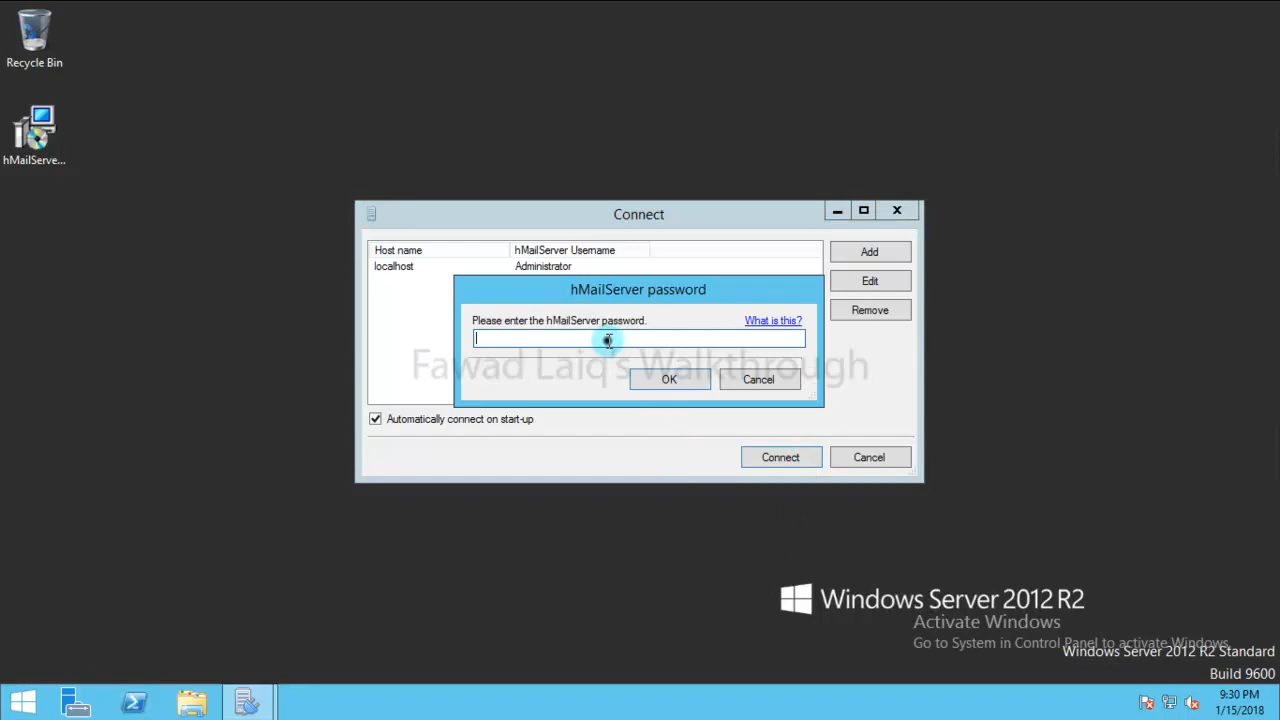 Recycle Bin
hMailServe...
Connect
Host name hMailServer Username
localhost Administrator
Add
Edit
Remove
hMailServer password
Please enter the hMailServer password. What is this?
Fawad Laiq's Walkthrough
OK Cancel
Automatically connect on start-up
Connect Cancel
Windows Server 2012 R2
Activate Windows
Go to System in Control Panel to activate Windows.
Windows Server 2012 R2 Standard
Build 9600
9:30 PM
1/15/2018